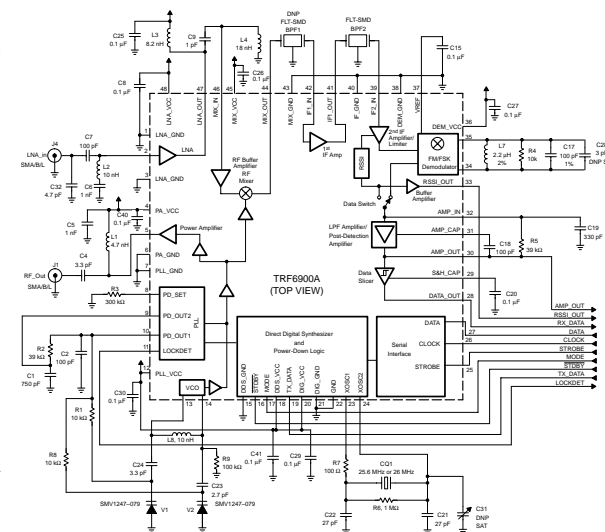 DNP
FLT-SMD
BPF1
FLT-SMD
BPF2
C25
0.1 µF
L3
8.2 nH
C9
1 pF
L4
18 nH
C26
0.1 µF
C15
0.1 µF
C8
0.1 µF
48
47
46
45
44
43
42
41
40
39
38
37
LNA_VCC
LNA_OUT
MIX_IN
MIX_VCC
MIX_OUT
MIX_GND
IF1_IN
IF1_OUT
IF_GND
IF2_IN
DEM_GND
VREF
DEM_VCC
36
C27
0.1 µF
1
LNA_GND
2
LNA
3
LNA_GND
J4
LNA_in
SMA/B/L
C7
100 pF
L2
10 nH
C32
4.7 pF
C6
1 nF
1st
IF Amp
2nd IF
Amplifier/
Limiter
RSSI
FM/FSK
Demodulator
35
34
L7
2.2 µH
2%
R4
10k
C17
100 pF
1%
3 p
DNP S
RF Buffer
Amplifier
RF
Mixer
RSSI_OUT
33
Buffer
Amplifier
Data Switch
AMP_IN
32
C19
330 pF
4
PA_VCC
C40
0.1 µF
C5
1 nF
L1
4.7 nH
5
Power Amplifier
6
PA_GND
7
PLL_GND
C4
3.3 pF
J1
RF_Out
SMA/B/L
LPF Amplifier/
Post-Detection
Amplifier
AMP_CAP
31
C18
100 pF
R5
39 kΩ
AMP_OUT
30
Data
Slicer
S&H_CAP
29
C20
0.1 µF
DATA_OUT
28
TRF6900A
(TOP VIEW)
R3
300 kΩ
8
PD_SET
9
PD_OUT2
10
PD_OUT1
11
LOCKDET
PLL
12
PLL_VCC
R2
39 kΩ
C2
100 pF
C1
750 pF
C30
0.1 µF
Direct Digital Synthesizer
and
Power-Down Logic
Serial
Interface
DATA
27
CLOCK
26
STROBE
25
AMP_OUT
RSSI_OUT
RX_DATA
DATA
CLOCK
STROBE
MODE
STDBY
TX_DATA
LOCKDET
VCO
13
14
DDS_GND
STDBY
MODE
DDS_VCC
TX_DATA
DIG_VCC
DIG_GND
GND
XOSC1
XOSC2
15
16
17
18
19
20
21
22
23
24
R1
10 kΩ
R8
10 kΩ
L8, 10 nH
C24
3.3 pF
R9
100 kΩ
C23
2.7 pF
C41
0.1 µF
C29
0.1 µF
R7
100 Ω
CQ1
25.6 MHz or 26 MHz
R6, 1 MΩ
C22
27 pF
C21
27 pF
C31
DNP
SAT
SMV1247–079
V1
SMV1247–079
V2